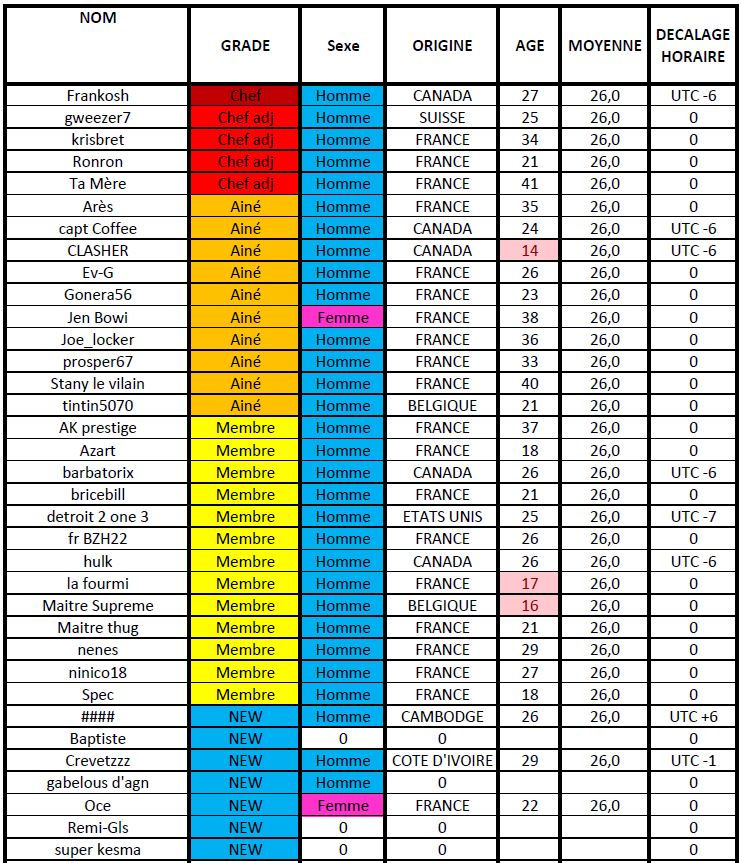 NOM GRADE Sexe ORIGINE AGE MOYENNE DECALAGE HORAIRE
Frankosh Chef Homme CANADA 27 26,0 UTC -6
gweezer7 Chef adj Homme SUISSE 25 26,0 0
krisbret Chef adj Homme FRANCE 34 26,0 0
Ronron Chef adj Homme FRANCE 21 26,0 0
Ta Mère Chef adj Homme FRANCE 41 26,0 0
Arès Ainé Homme FRANCE 35 26,0 0
capt Coffee Ainé Homme CANADA 24 26,0 UTC -6
CLASHER Ainé Homme CANADA 14 26,0 UTC -6
Ev-G Ainé Homme FRANCE 26 26,0 0
Gonera56 Ainé Homme FRANCE 23 26,0 0
Jen Bowi Ainé Femme FRANCE 38 26,0 0
Joe_locker Ainé Homme FRANCE 36 26,0 0
prosper67 Ainé Homme FRANCE 33 26,0 0
Stany le vilain Ainé Homme FRANCE 40 26,0 0
tintin5070 Ainé Homme BELGIQUE 21 26,0 0
AK prestige Membre Homme FRANCE 37 26,0 0
Azart Membre Homme FRANCE 18 26,0 0
barbatorix Membre Homme CANADA 26 26,0 UTC -6
bricebill Membre Homme FRANCE 21 26,0 0
detroit 2 one 3 Membre Homme ETATS UNIS 25 26,0 UTC -7
fr BZH22 Membre Homme FRANCE 26 26,0 0
hulk Membre Homme CANADA 26 26,0 UTC -6
la fourmi Membre Homme FRANCE 17 26,0 0
Maitre Supreme Membre Homme BELGIQUE 16 26,0 0
Maitre thug Membre Homme FRANCE 21 26,0 0
nenes Membre Homme FRANCE 29 26,0 0
ninico18 Membre Homme FRANCE 27 26,0 0
Spec Membre Homme FRANCE 18 26,0 0
#### NEW Homme CAMBODGE 26 26,0 UTC +6
Baptiste NEW 0 0 0
Crevetzzz NEW Homme COTE D'IVOIRE 29 26,0 UTC -1
gabelous d'agn NEW Homme 0 0
Oce NEW Femme FRANCE 22 26,0 0
Remi-Gls NEW 0 0 0
super kesma NEW 0 0 0